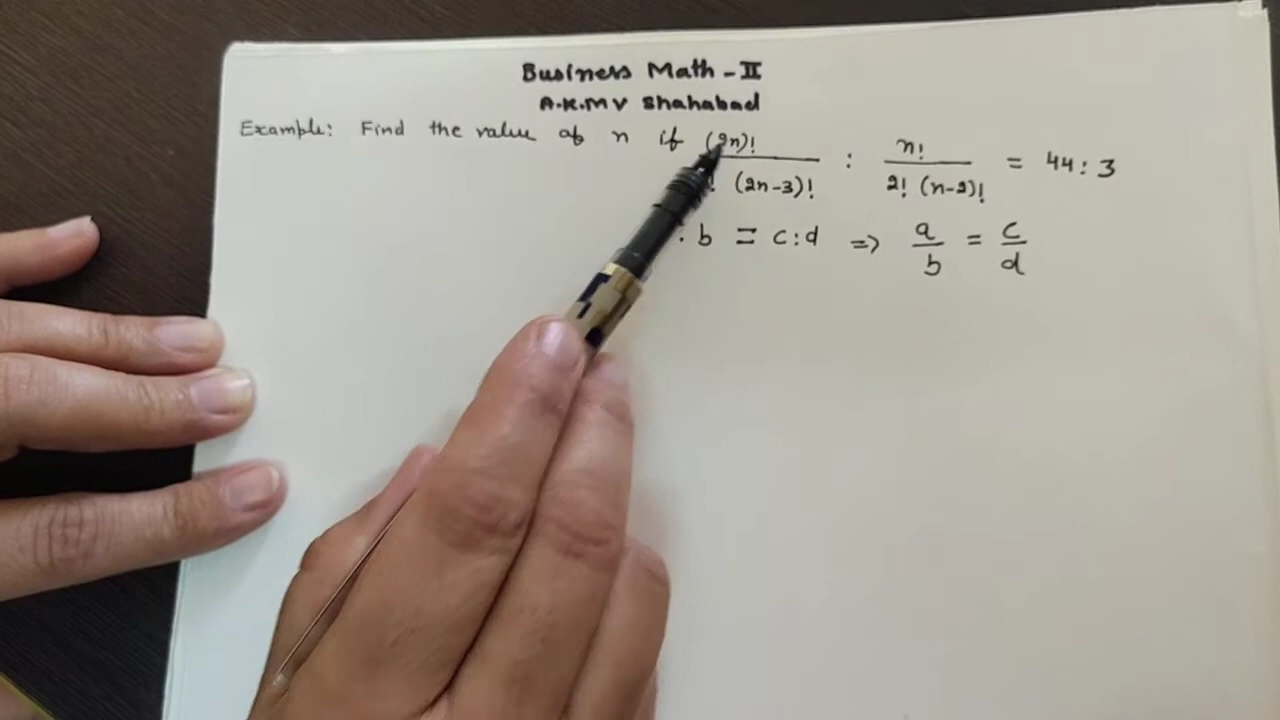 Business Math - II
A.K.M.V Shahabad
Example: Find the value of n if (2n)! / ! (2n-3)! : n! / 2! (n-2)! = 44:3
: b = c:d => a/b = c/d